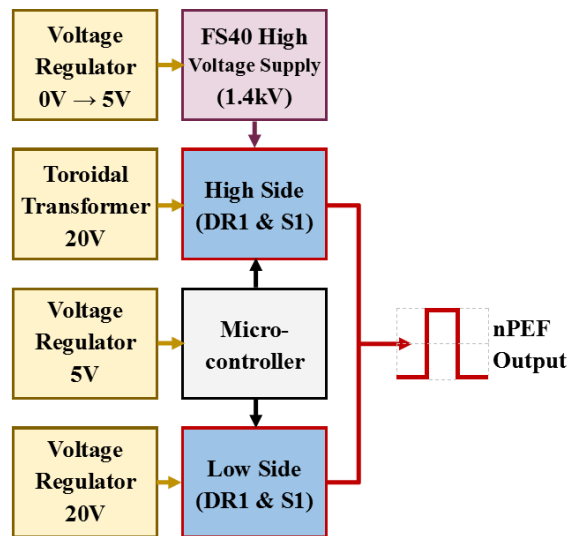 Voltage
Regulator
0V → 5V
FS40 High
Voltage Supply
(1.4kV)
Toroidal
Transformer
20V
High Side
(DR1 & S1)
Voltage
Regulator
5V
Micro-
controller
nPEF
Output
Voltage
Regulator
20V
Low Side
(DR1 & S1)